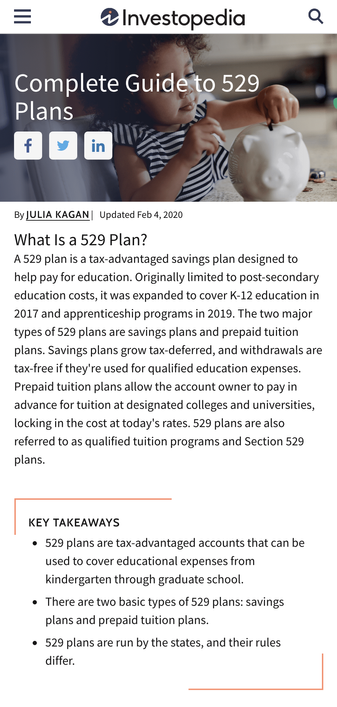 Investopedia
Complete Guide to 529
Plans
By JULIA KAGAN | Updated Feb 4, 2020
What Is a 529 Plan?
A 529 plan is a tax-advantaged savings plan designed to
help pay for education. Originally limited to post-secondary
education costs, it was expanded to cover K-12 education in
2017 and apprenticeship programs in 2019. The two major
types of 529 plans are savings plans and prepaid tuition
plans. Savings plans grow tax-deferred, and withdrawals are
tax-free if they're used for qualified education expenses.
Prepaid tuition plans allow the account owner to pay in
advance for tuition at designated colleges and universities,
locking in the cost at today's rates. 529 plans are also
referred to as qualified tuition programs and Section 529
plans.
KEY TAKEAWAYS
• 529 plans are tax-advantaged accounts that can be
used to cover educational expenses from
kindergarten through graduate school.
• There are two basic types of 529 plans: savings
plans and prepaid tuition plans.
• 529 plans are run by the states, and their rules
differ.